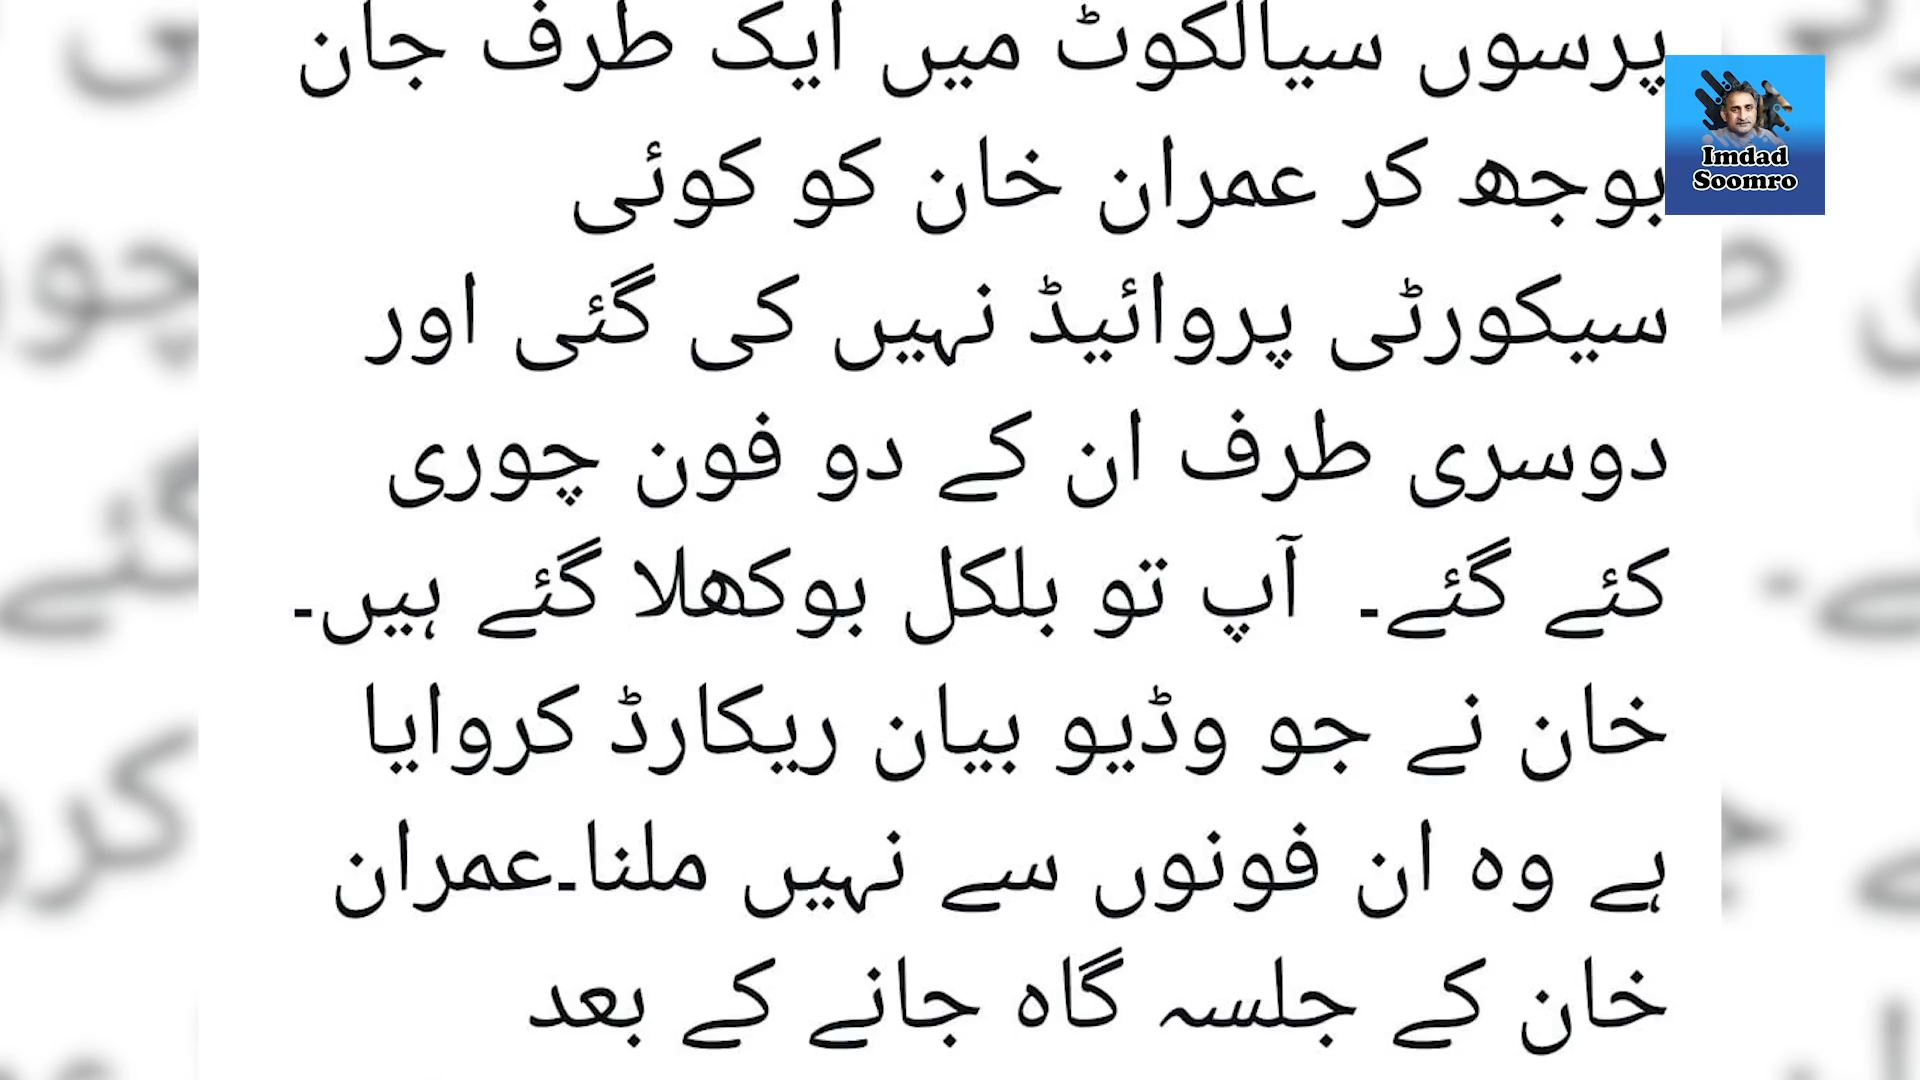 پرسوں سیالکوٹ میں ایک طرف جان
بوجھ کر عمران خان کو کوئی
سیکورٹی پروائیڈ نہیں کی گئی اور
دوسری طرف ان کے دو فون چوری
کئے گئے۔ آپ تو بلکل بوکھلا گئے ہیں۔
خان نے جو وڈیو بیان ریکارڈ کروایا
ہے وہ ان فونوں سے نہیں ملنا۔عمران
خان کے جلسہ گاہ جانے کے بعد
Imdad
Soomro